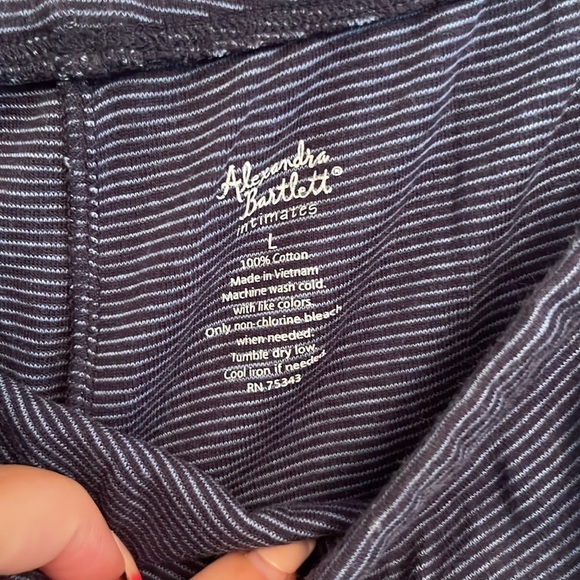 Alexandra
Bartlett®
intimates
L
100% Cotton
Made in Vietnam
Machine wash cold.
with like colors.
Only non-chlorine bleach
when needed.
Tumble dry low.
Cool iron if needed
RN 75343